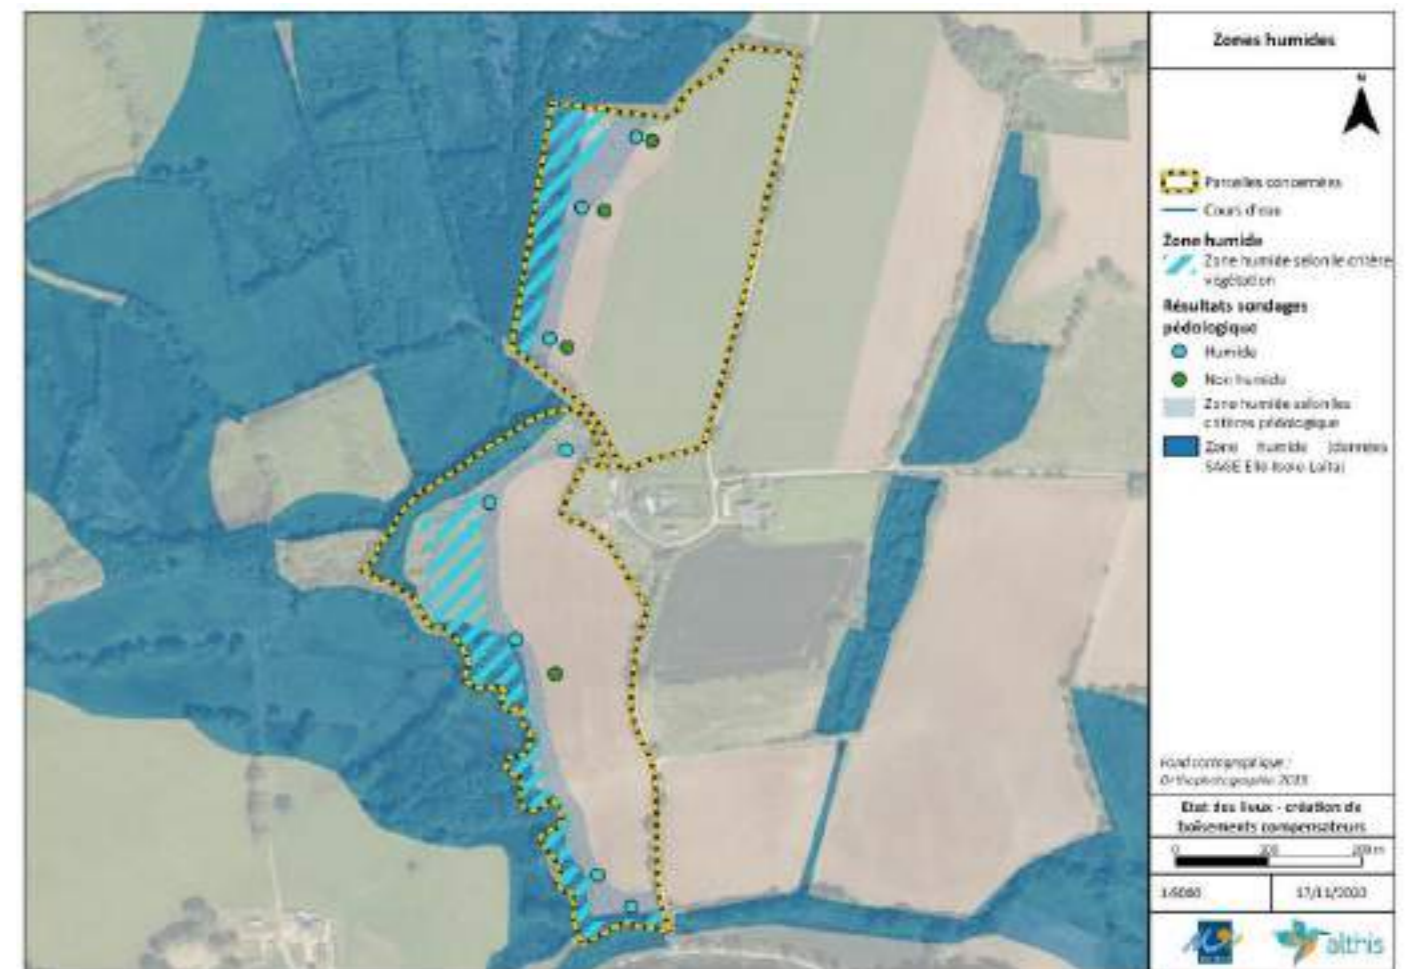 Zones humides
N
Parcelles concernées
Cours d'eau
Zone humide
Zone humide selon le critère
végétation
Résultats sondages
pédologique
Humide
Non humide
Zone humide selon les
critères pédologique
Zone humide (données
SAGE Ellé-Isole-Laïta)
Fond cartographique :
Orthophotographie
Etat des lieux - création de
boisements compensateurs
0 100 200 m
17/11/2020
altris